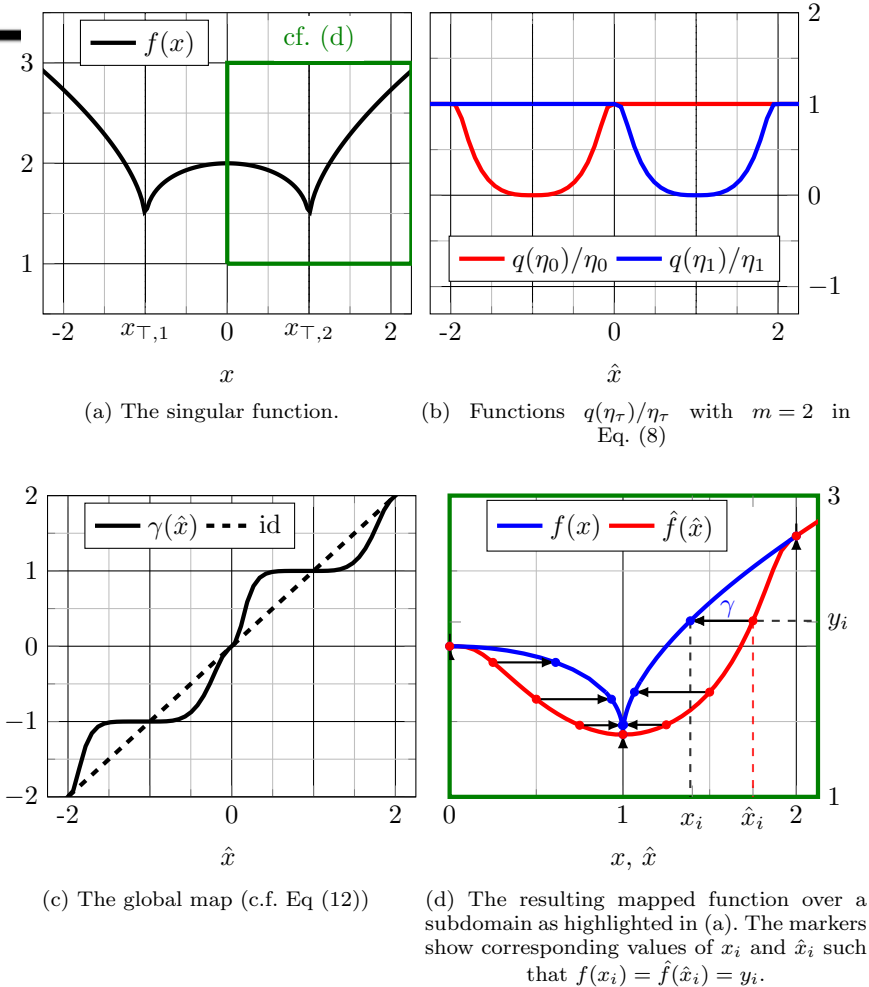 f(x)
cf. (d)
3
2
1
-2
x⊤,1
0
x⊤,2
2
x
(a) The singular function.
2
1
0
−1
q(η0)/η0
q(η1)/η1
-2
0
2
x̂
(b) Functions q(ητ)/ητ with m = 2 in
Eq. (8)
2
1
0
−1
−2
γ(x̂)
id
-2
0
2
x̂
(c) The global map (c.f. Eq (12))
f(x)
f̂(x̂)
γ
3
yi
1
0
1
xi
x̂i
2
x, x̂
(d) The resulting mapped function over a
subdomain as highlighted in (a). The markers
show corresponding values of xi and x̂i such
that f(xi) = f̂(x̂i) = yi.